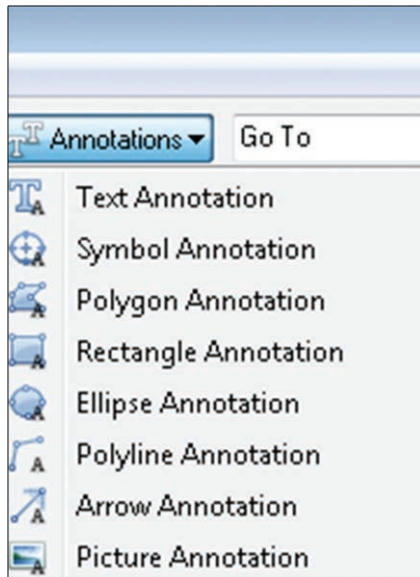 Annotations Go To
Text Annotation
Symbol Annotation
Polygon Annotation
Rectangle Annotation
Ellipse Annotation
Polyline Annotation
Arrow Annotation
Picture Annotation